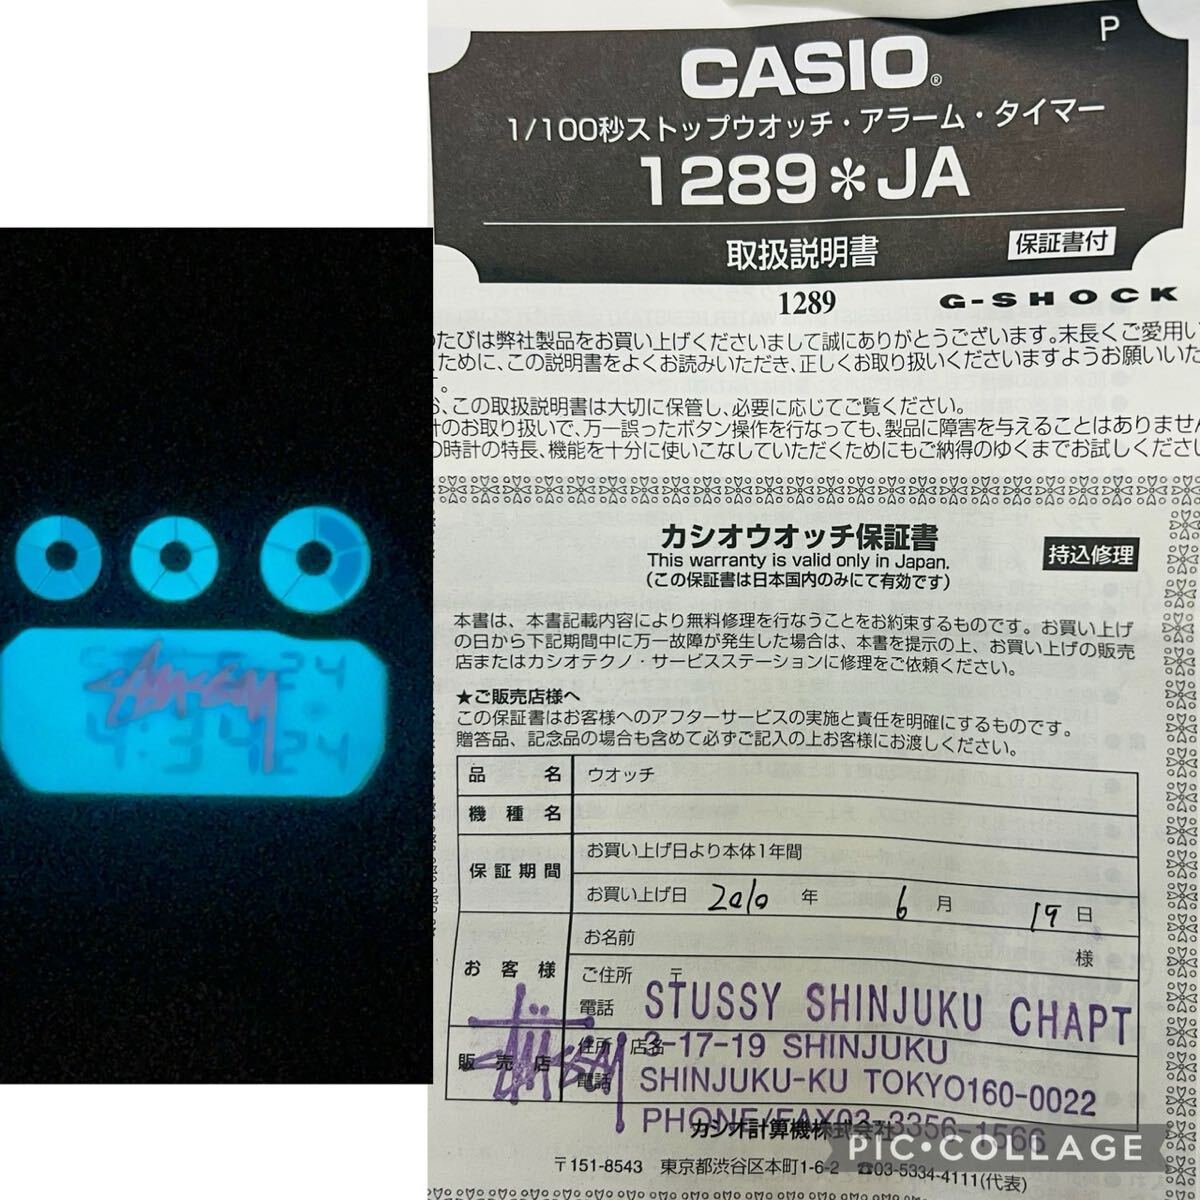 P
CASIO®
1/100秒ストップウオッチ・アラーム・タイマー
1289＊JA
取扱説明書
保証書付
1289 G-SHOCK
たびは弊社製品をお買い上げくださいまして誠にありがとうございます。末長くご愛用い
ために、この説明書をよくお読みいただき、正しくお取り扱いくださいますようお願いいた
。
、この取扱説明書は大切に保管し、必要に応じてご覧ください。
のお取り扱いで、万一誤ったボタン操作を行なっても、製品に障害を与えることはありません
の時計の特長、機能を十分に使いこなしていただくためにもご納得のゆくまでお試しくださ
カシオウオッチ保証書
This warranty is valid only in Japan.
(この保証書は日本国内のみにて有効です)
持込修理
本書は、本書記載内容により無料修理を行なうことをお約束するものです。お買い上げ
の日から下記期間中に万一故障が発生した場合は、本書を提示の上、お買い上げの販売
店またはカシオテクノ・サービスステーションに修理をご依頼ください。
★ご販売店様へ
この保証書はお客様へのアフターサービスの実施と責任を明確にするものです。
贈答品、記念品の場合も含めて必ずご記入の上お客様にお渡しください。
品名 ウオッチ
機種名
保証期間 お買い上げ日より本体1年間
お買い上げ日 2010 年 6 月 19 日
お客様 お名前 様
ご住所 〒
電話
STUSSY SHINJUKU CHAPT
販売店 住所／店名
電話
Stüssy
3-17-19 SHINJUKU
SHINJUKU-KU TOKYO160-0022
PHONE/FAX03-3356-1566
カシオ計算機株式会社
〒151-8543 東京都渋谷区本町1-6-2 ☎03-5334-4111(代表)
PIC•COLLAGE
Stüssy
4:34 24